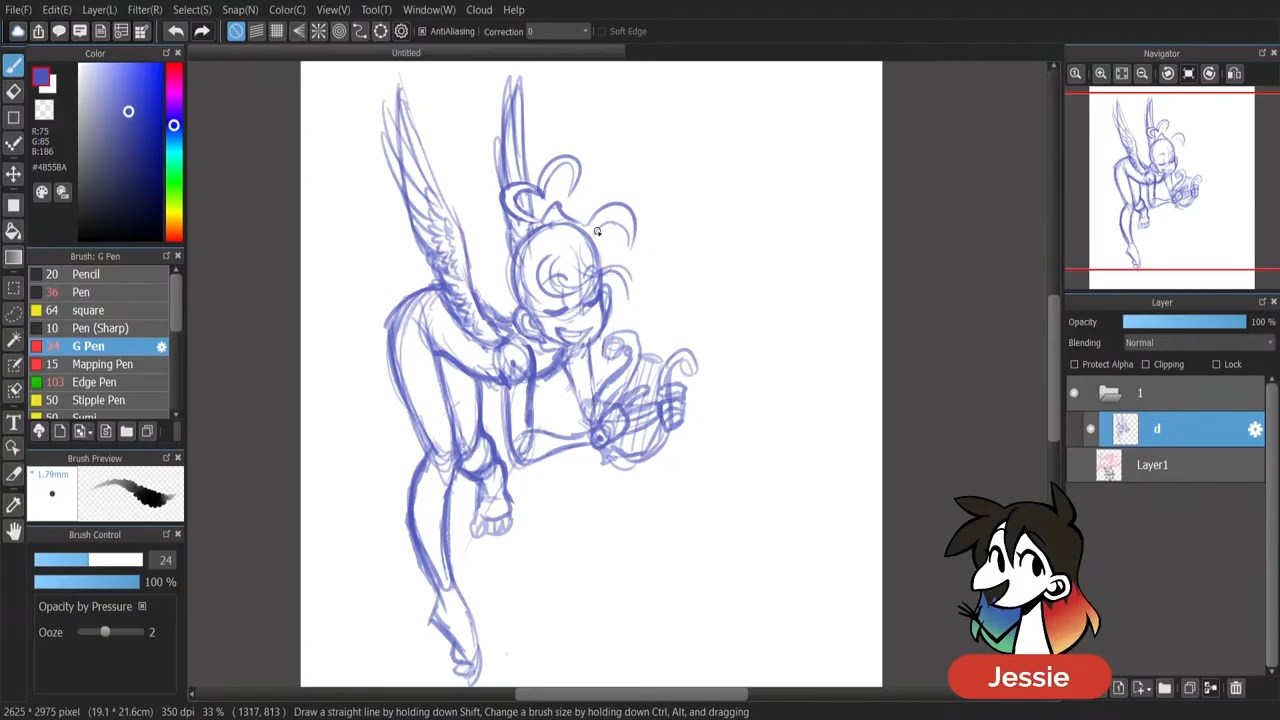 File(F) Edit(E) Layer(L) Filter(R) Select(S) Snap(N) Color(C) View(V) Tool(T) Window(W) Cloud Help
AntiAliasing Correction 0 Soft Edge
Color
Untitled
Navigator
R:75
G:85
B:186
#4B55BA
Brush: G Pen
20 Pencil
36 Pen
64 square
10 Pen (Sharp)
24 G Pen
15 Mapping Pen
103 Edge Pen
50 Stipple Pen
50 Sumi
Brush Preview
* 1.79mm
Brush Control
24
100 %
Opacity by Pressure
Ooze 2
Layer
Opacity 100 %
Blending Normal
Protect Alpha Clipping Lock
1
d
Layer1
Jessie
2625 * 2975 pixel (19.1 * 21.6cm) 350 dpi 33 % ( 1317, 813 ) Draw a straight line by holding down Shift, Change a brush size by holding down Ctrl, Alt, and dragging